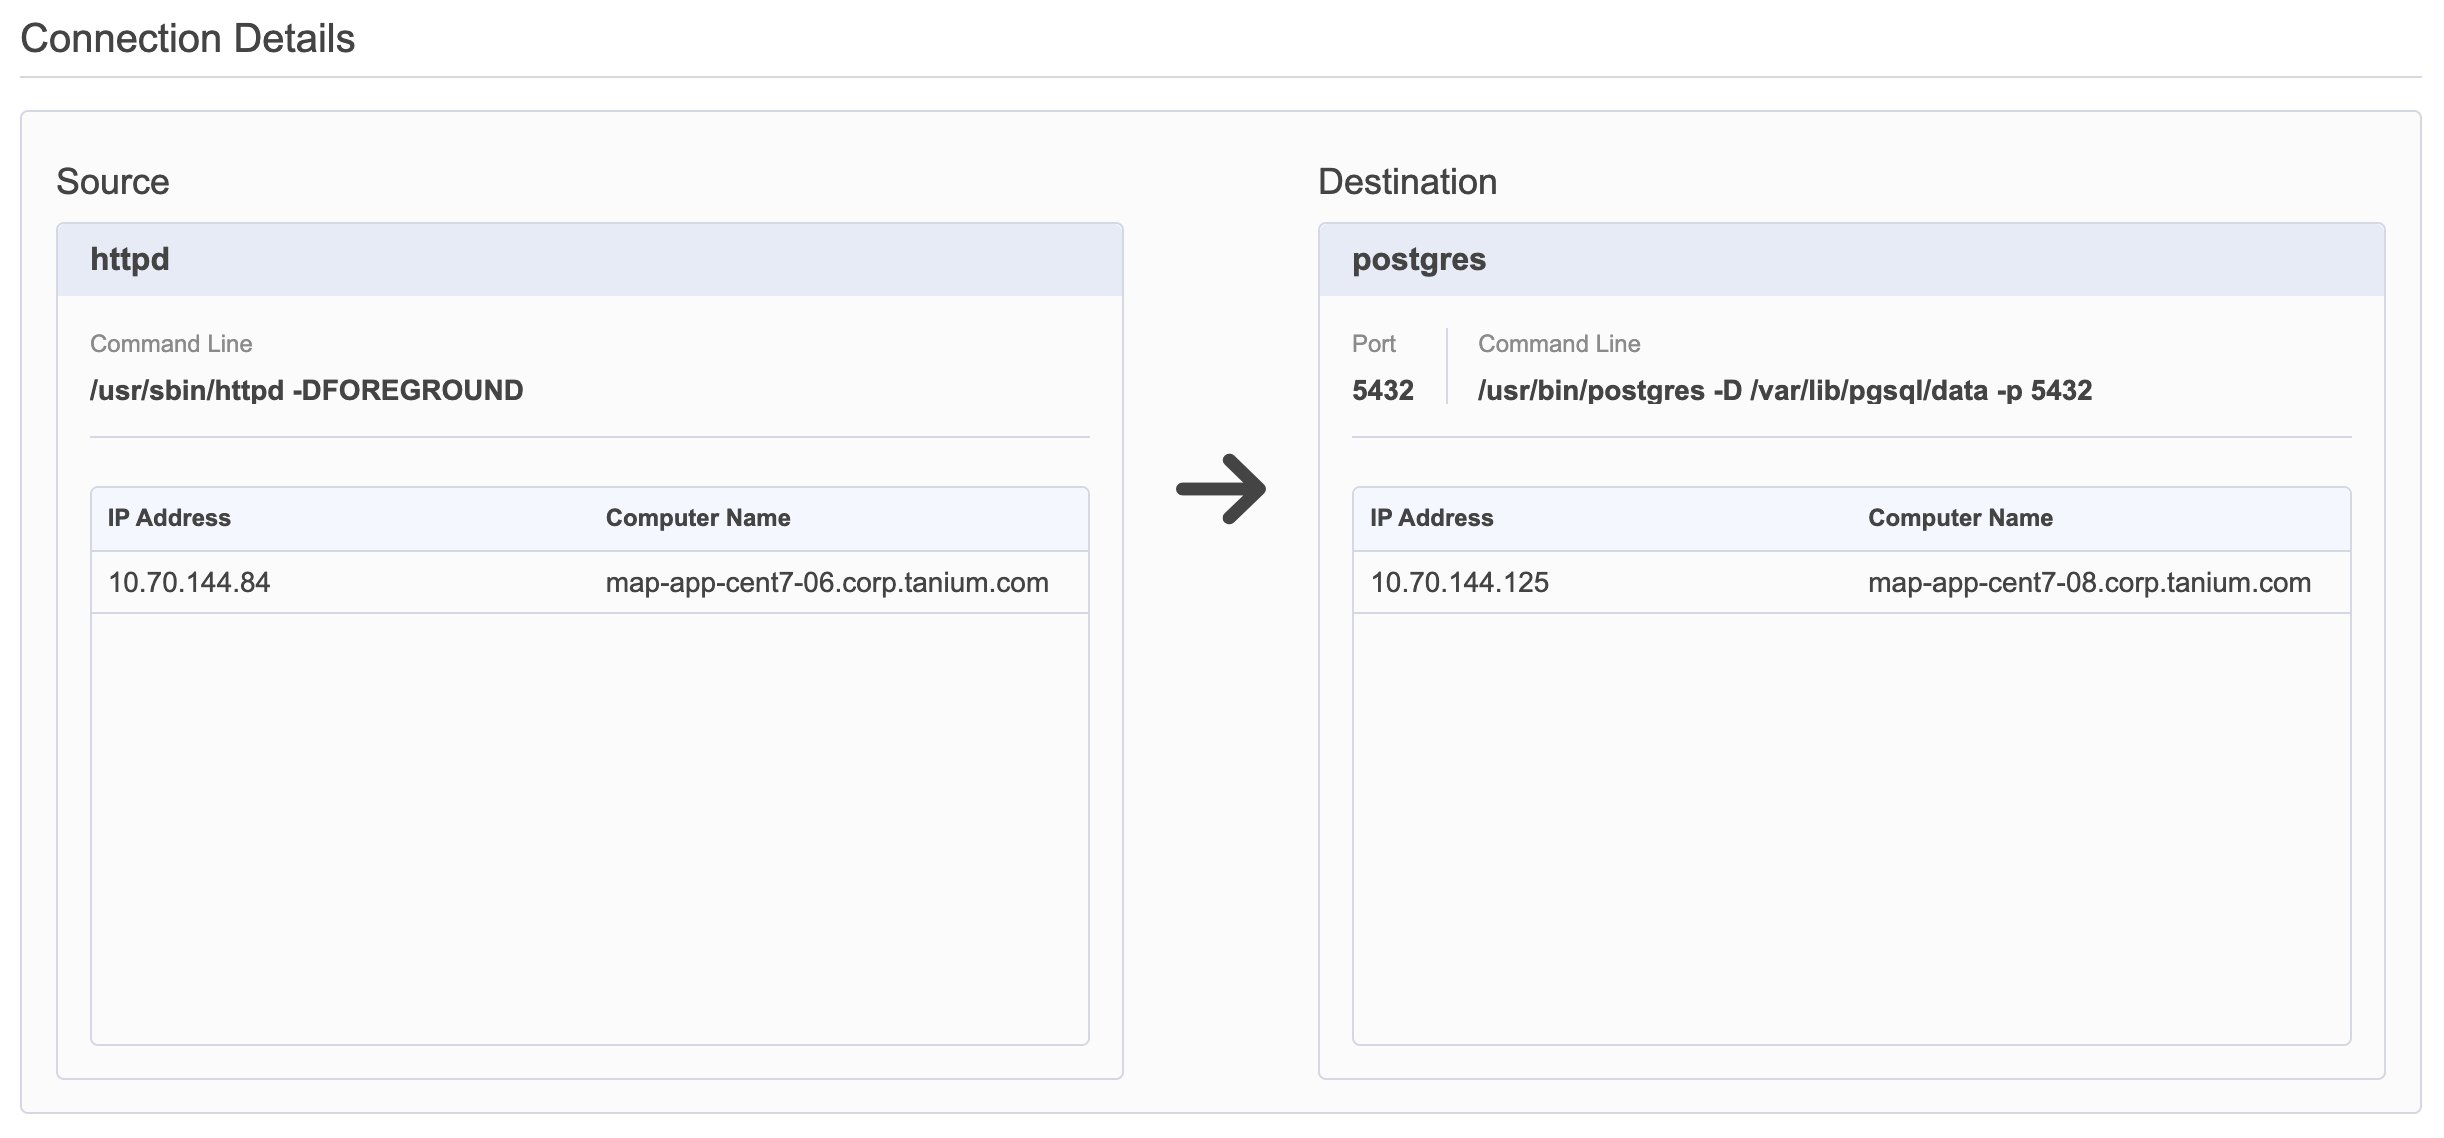 Connection Details
Source
httpd
Command Line
/usr/sbin/httpd -DFOREGROUND
IP Address Computer Name
10.70.144.84 map-app-cent7-06.corp.tanium.com
Destination
postgres
Port Command Line
5432 /usr/bin/postgres -D /var/lib/pgsql/data -p 5432
IP Address Computer Name
10.70.144.125 map-app-cent7-08.corp.tanium.com